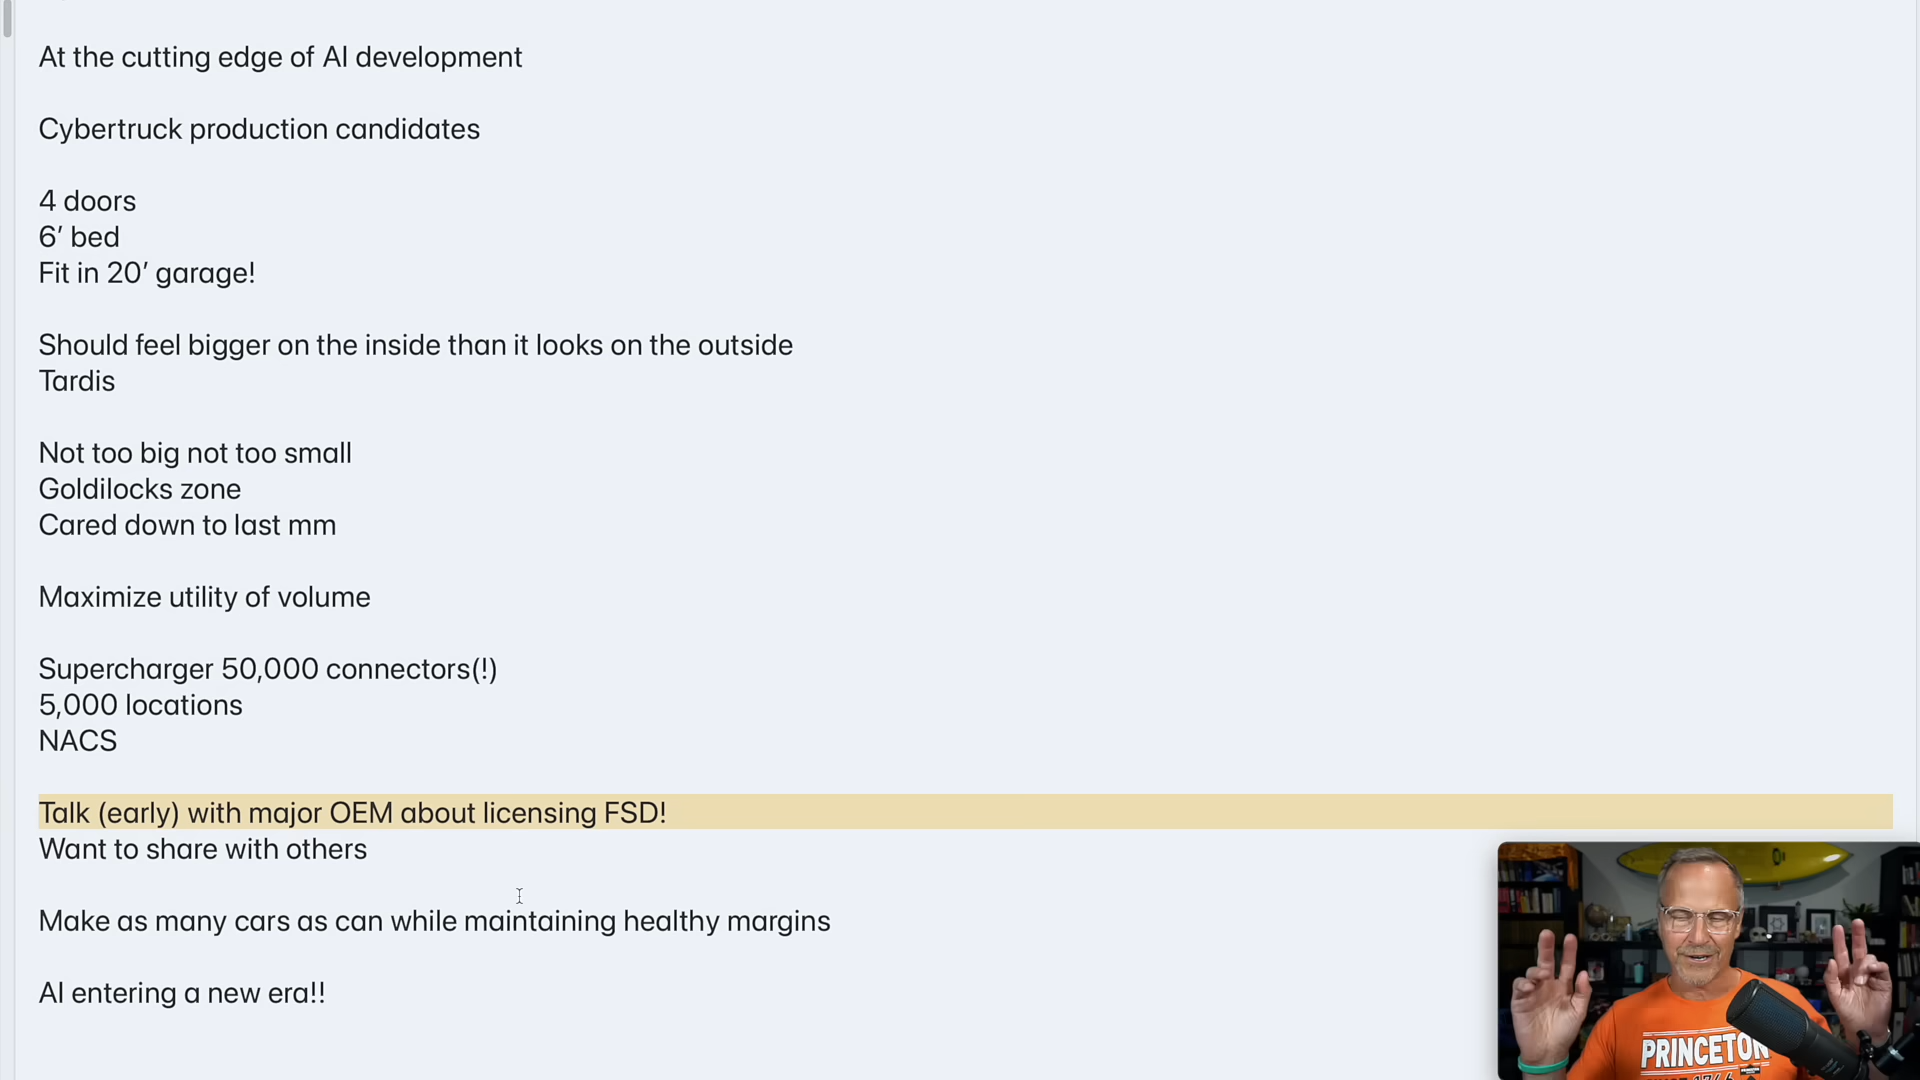 At the cutting edge of AI development
Cybertruck production candidates
4 doors
6’ bed
Fit in 20’ garage!
Should feel bigger on the inside than it looks on the outside
Tardis
Not too big not too small
Goldilocks zone
Cared down to last mm
Maximize utility of volume
Supercharger 50,000 connectors(!)
5,000 locations
NACS
Talk (early) with major OEM about licensing FSD!
Want to share with others
Make as many cars as can while maintaining healthy margins
AI entering a new era!!
PRINCETON